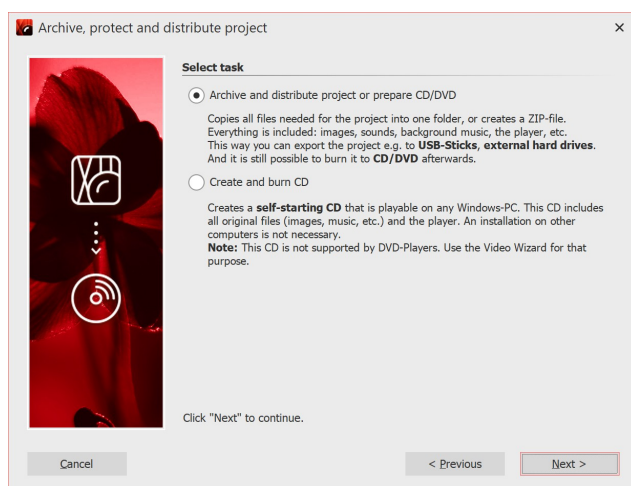 Archive, protect and distribute project
Select task
Archive and distribute project or prepare CD/DVD
Copies all files needed for the project into one folder, or creates a ZIP-file.
Everything is included: images, sounds, background music, the player, etc.
This way you can export the project e.g. to USB-Sticks, external hard drives.
And it is still possible to burn it to CD/DVD afterwards.
Create and burn CD
Creates a self-starting CD that is playable on any Windows-PC. This CD includes
all original files (images, music, etc.) and the player. An installation on other
computers is not necessary.
Note: This CD is not supported by DVD-Players. Use the Video Wizard for that
purpose.
Click "Next" to continue.
Cancel
< Previous
Next >